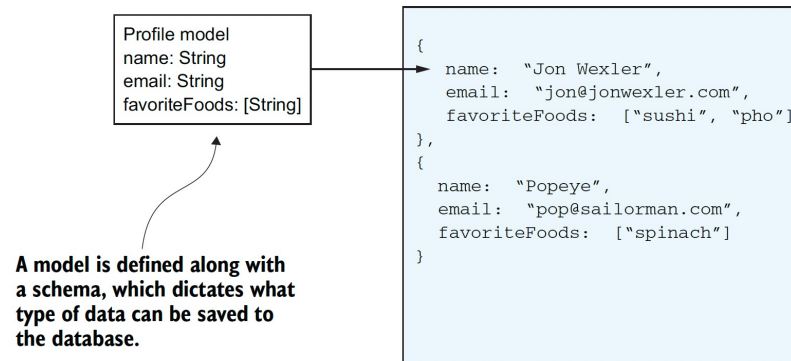 Profile model
name: String
email: String
favoriteFoods: [String]
A model is defined along with
a schema, which dictates what
type of data can be saved to
the database.
{
name: “Jon Wexler”,
email: “jon@jonwexler.com”,
favoriteFoods: [“sushi”, “pho”]
},
{
name: “Popeye”,
email: “pop@sailorman.com”,
favoriteFoods: [“spinach”]
}